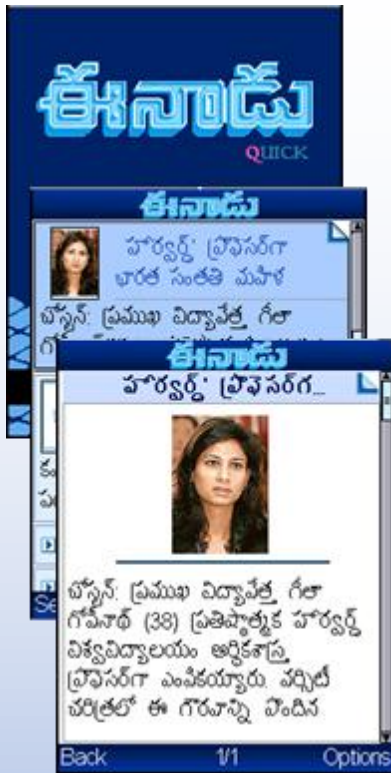 ఈనాడు
QUICK
ఈనాడు
హార్వర్డ్' ప్రొఫెసర్‌గా
భారత సంతతి మహిళ
బోస్టన్: ప్రముఖ విద్యావేత్త గీతా
ఈనాడు
హార్వర్డ్' ప్రొఫెసర్‌గ...
బోస్టన్: ప్రముఖ విద్యావేత్త గీతా
గోపీనాథ్ (38) ప్రతిష్ఠాత్మక హార్వర్డ్
విశ్వవిద్యాలయం ఆర్థికశాస్త్ర
ప్రొఫెసర్‌గా ఎంపికయ్యారు. వర్సిటీ
చరిత్రలో ఈ గౌరవాన్ని పొందిన
Back 1/1 Options